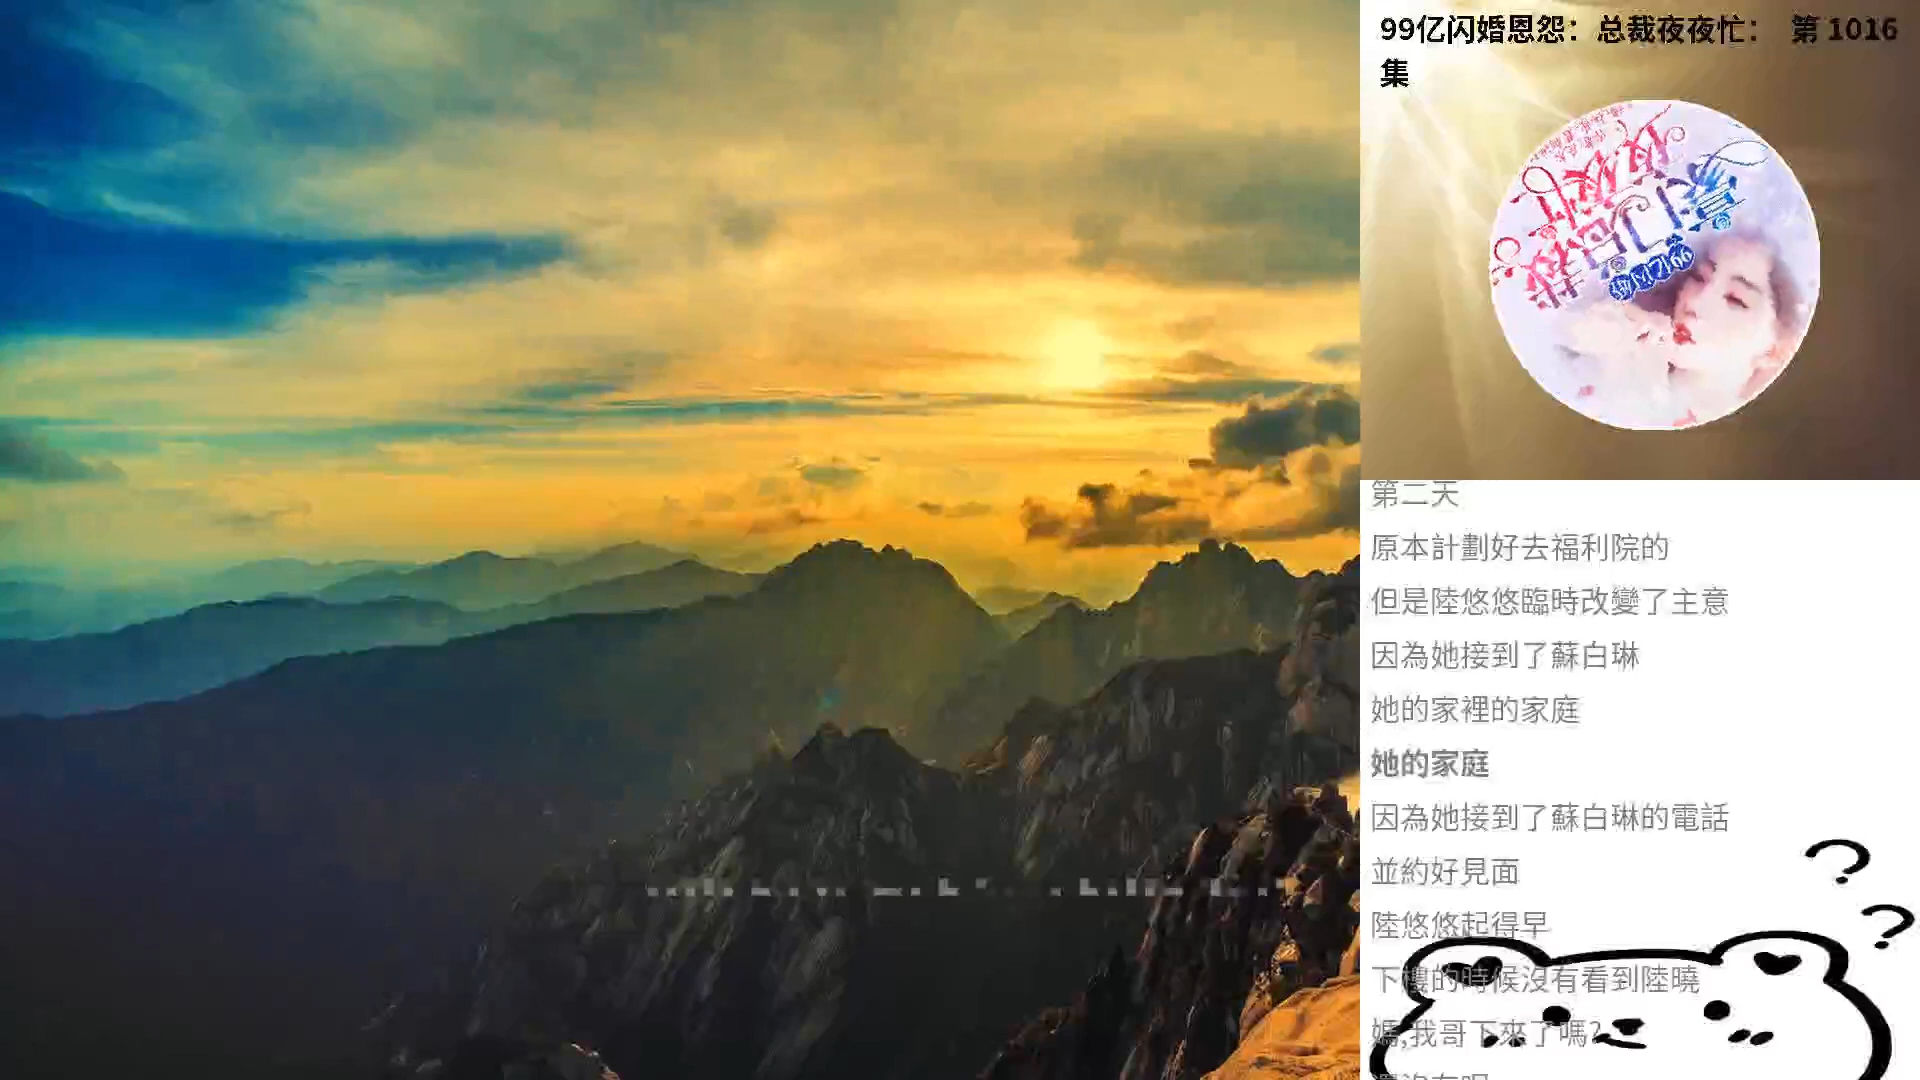 99亿闪婚恩怨：总裁夜夜忙： 第 1016
集
第二天
原本計劃好去福利院的
但是陸悠悠臨時改變了主意
因為她接到了蘇白琳
她的家裡的家庭
她的家庭
因為她接到了蘇白琳的電話
並約好見面
陸悠悠起得早
下樓的時候沒有看到陸曉
媽,我哥下來了嗎?
還沒有呢
? 
?